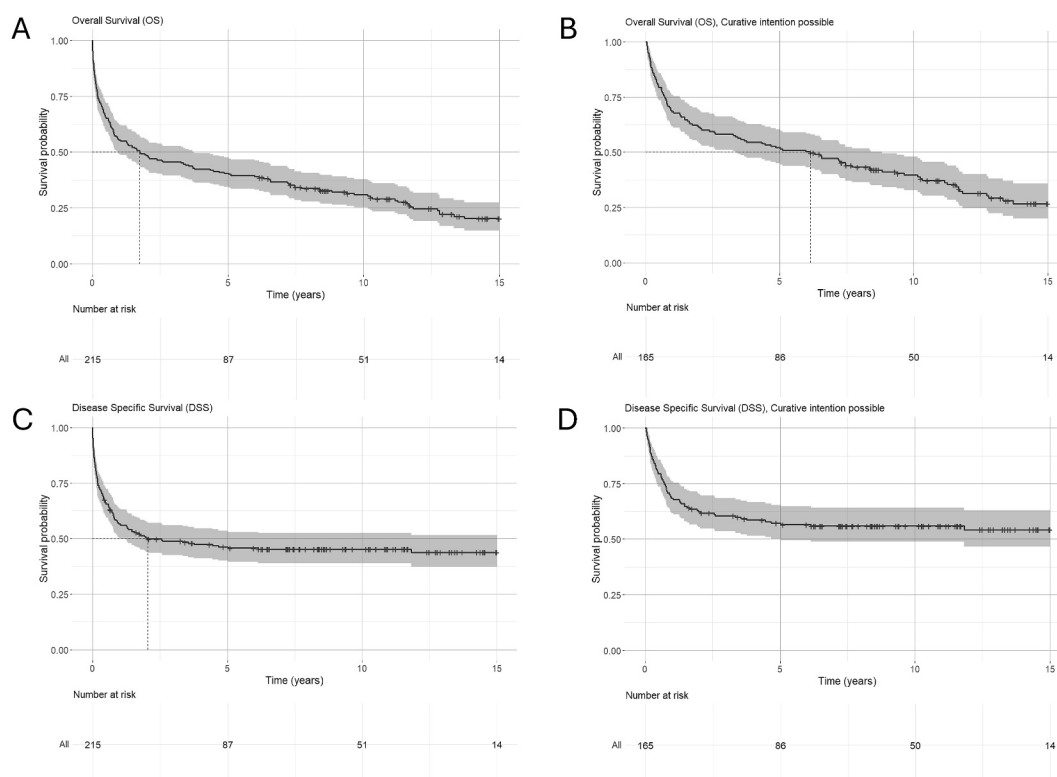 A
Overall Survival (OS)
1.00
0.75
0.50
0.25
0.00
Survival probability
0 5 10 15
Time (years)
Number at risk
All 215 87 51 14
B
Overall Survival (OS), Curative intention possible
1.00
0.75
0.50
0.25
0.00
Survival probability
0 5 10 15
Time (years)
Number at risk
All 165 86 50 14
C
Disease Specific Survival (DSS)
1.00
0.75
0.50
0.25
0.00
Survival probability
0 5 10 15
Time (years)
Number at risk
All 215 87 51 14
D
Disease Specific Survival (DSS), Curative intention possible
1.00
0.75
0.50
0.25
0.00
Survival probability
0 5 10 15
Time (years)
Number at risk
All 165 86 50 14